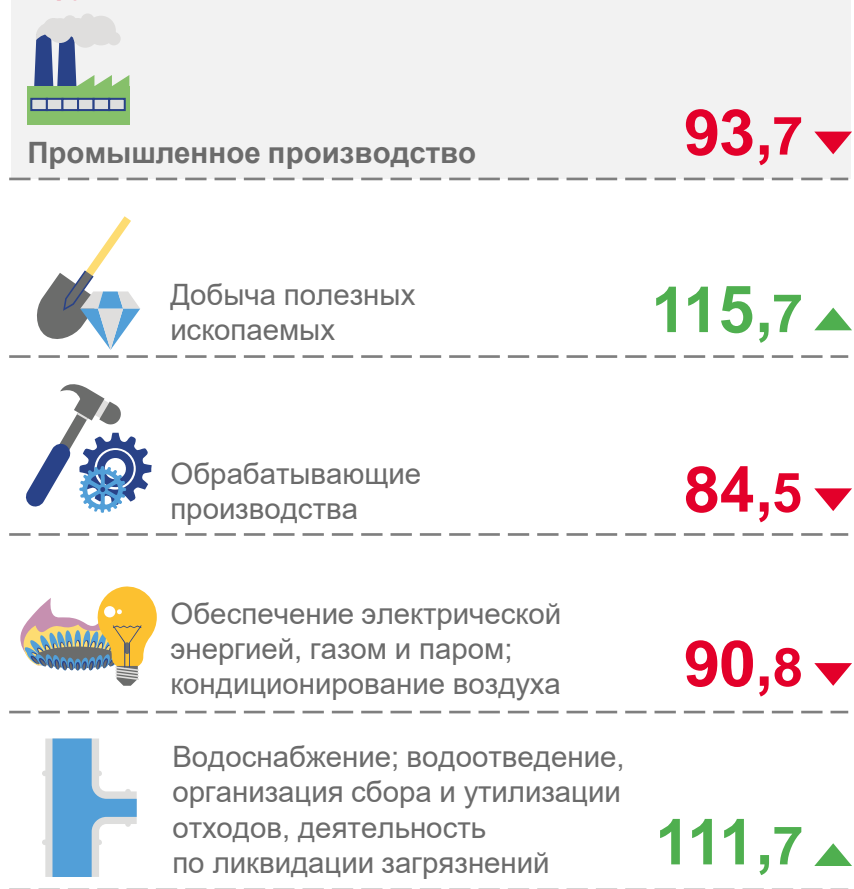 Промышленное производство
93,7
Добыча полезных
ископаемых
115,7
Обрабатывающие
производства
84,5
Обеспечение электрической
энергией, газом и паром;
кондиционирование воздуха
90,8
Водоснабжение; водоотведение,
организация сбора и утилизации
отходов, деятельность
по ликвидации загрязнений
111,7